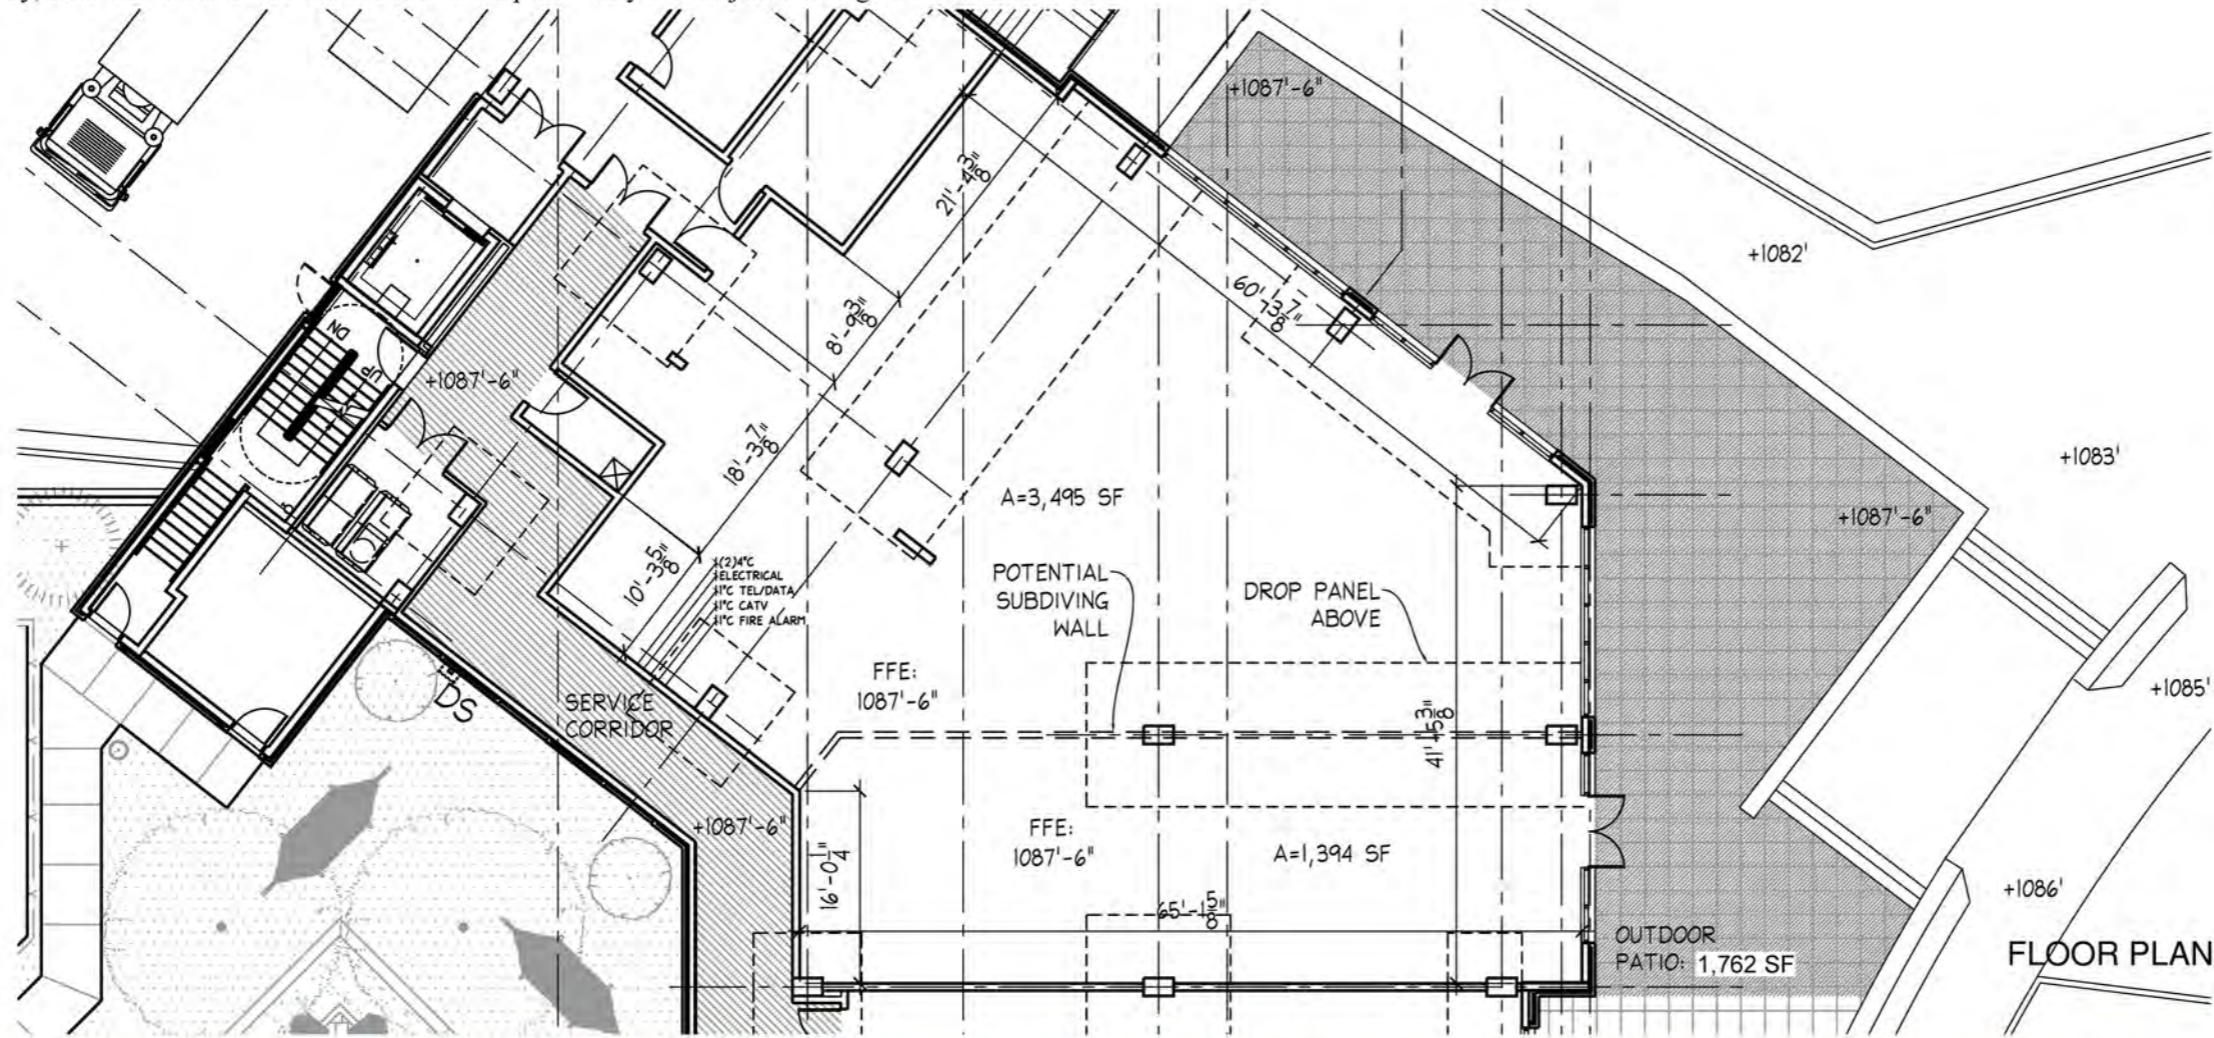 +1087'-6"
21'-4 3/8"
+1082'
60'-3 7/8"
8'-9 3/8"
DN
UP
+1087'-6"
18'-3 7/8"
+1083'
A=3,495 SF
+1087'-6"
10'-3 5/8"
(2)4"C
ELECTRICAL
1"C TEL/DATA
1"C CATV
1"C FIRE ALARM
POTENTIAL
SUBDIVING
WALL
DROP PANEL
ABOVE
FFE:
1087'-6"
+1085'
DS
SERVICE
CORRIDOR
41'-5 3/8"
+1087'-6"
FFE:
1087'-6"
A=1,394 SF
16'-0 1/4"
65'-1 5/8"
+1086'
OUTDOOR
PATIO: 1,762 SF
FLOOR PLAN